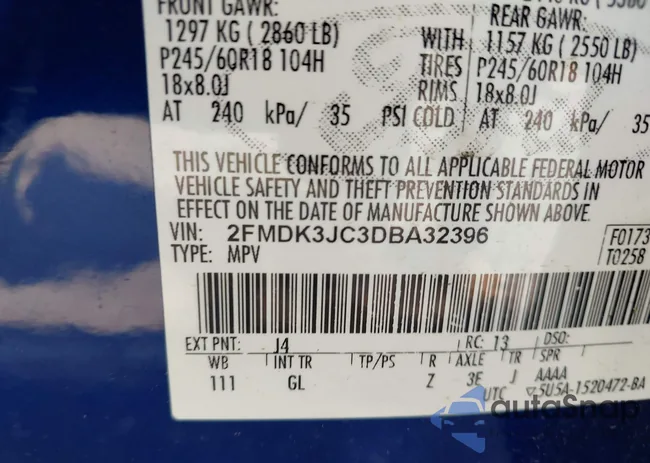 FRONT GAWR:
1297 KG ( 2860 LB)
P245/60R18 104H
18x8.0J
AT 240 kPa/ 35 PSI COLD
WITH
TIRES
RIMS
REAR GAWR:
1157 KG ( 2550 LB)
P245/60R18 104H
18x8.0J
AT 240 kPa/ 35
THIS VEHICLE CONFORMS TO ALL APPLICABLE FEDERAL MOTOR
VEHICLE SAFETY AND THEFT PREVENTION STANDARDS IN
EFFECT ON THE DATE OF MANUFACTURE SHOWN ABOVE.
VIN: 2FMDK3JC3DBA32396
TYPE: MPV
F0173
T0258
EXT PNT: J4 RC: 13 DSO:
WB INT TR TP/PS R AXLE TR SPR
111 GL Z 3E J AAAA
UTC 5U5A-1520472-BA
autoSnap